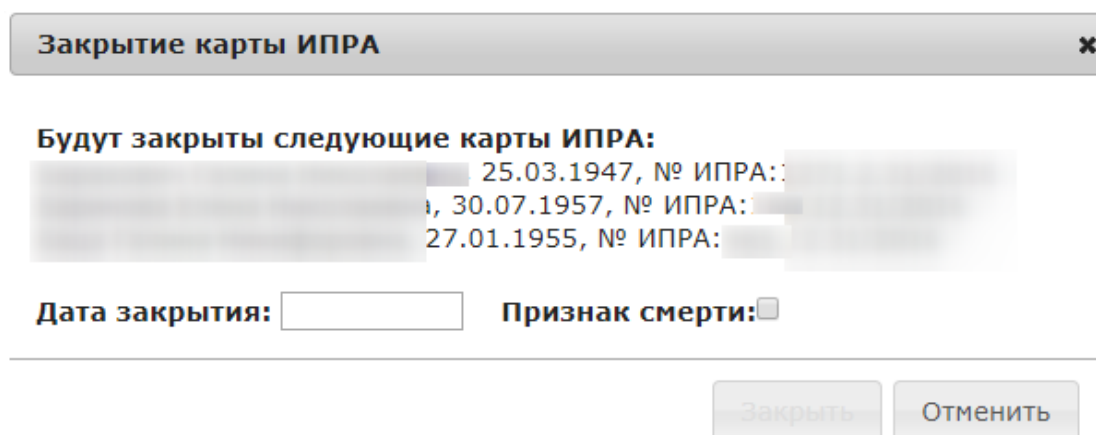 Закрытие карты ИПРА
Будут закрыты следующие карты ИПРА:
25.03.1947, № ИПРА:
, 30.07.1957, № ИПРА:
27.01.1955, № ИПРА:
Дата закрытия: Признак смерти:
Закрыть Отменить